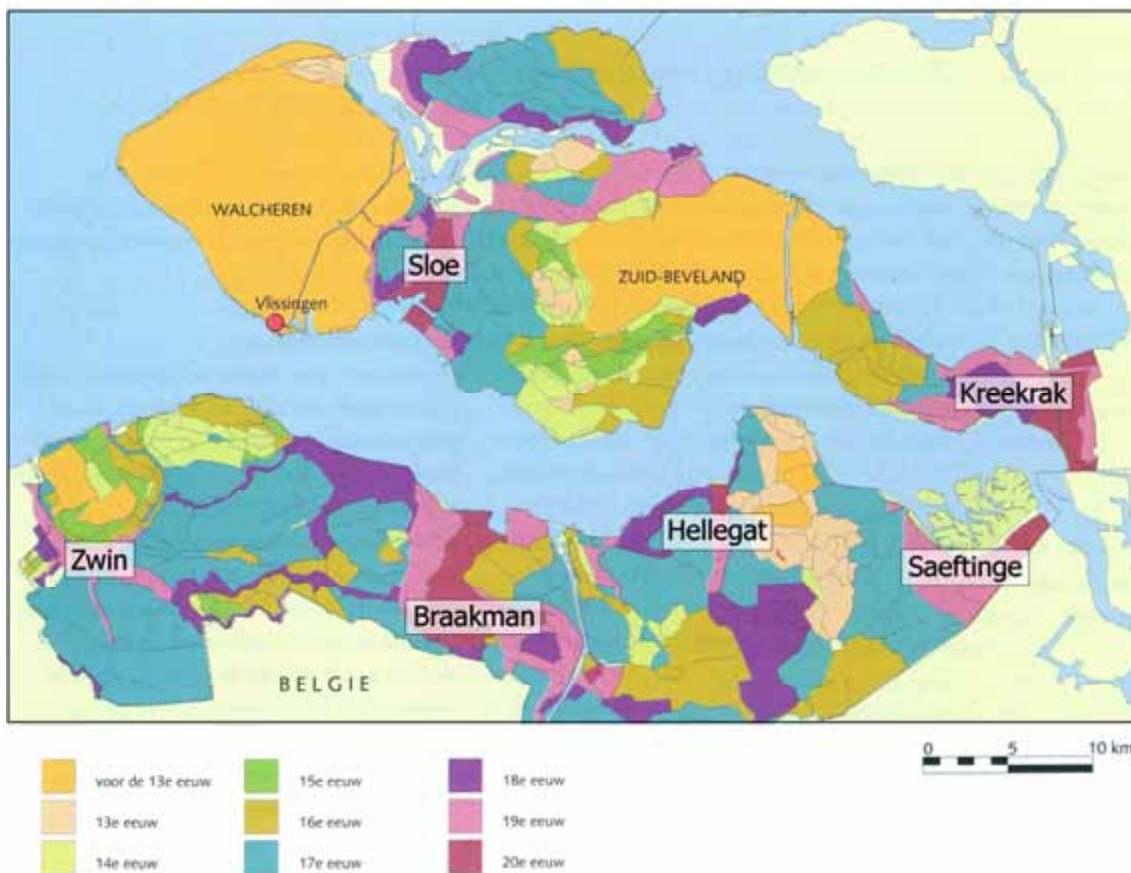 WALCHEREN
Sloe
ZUID-BEVELAND
Vlissingen
Kreekrak
Zwin
Hellegat
Saeftinge
Braakman
BELGIE
0 5 10 km
voor de 13e eeuw
13e eeuw
14e eeuw
15e eeuw
16e eeuw
17e eeuw
18e eeuw
19e eeuw
20e eeuw